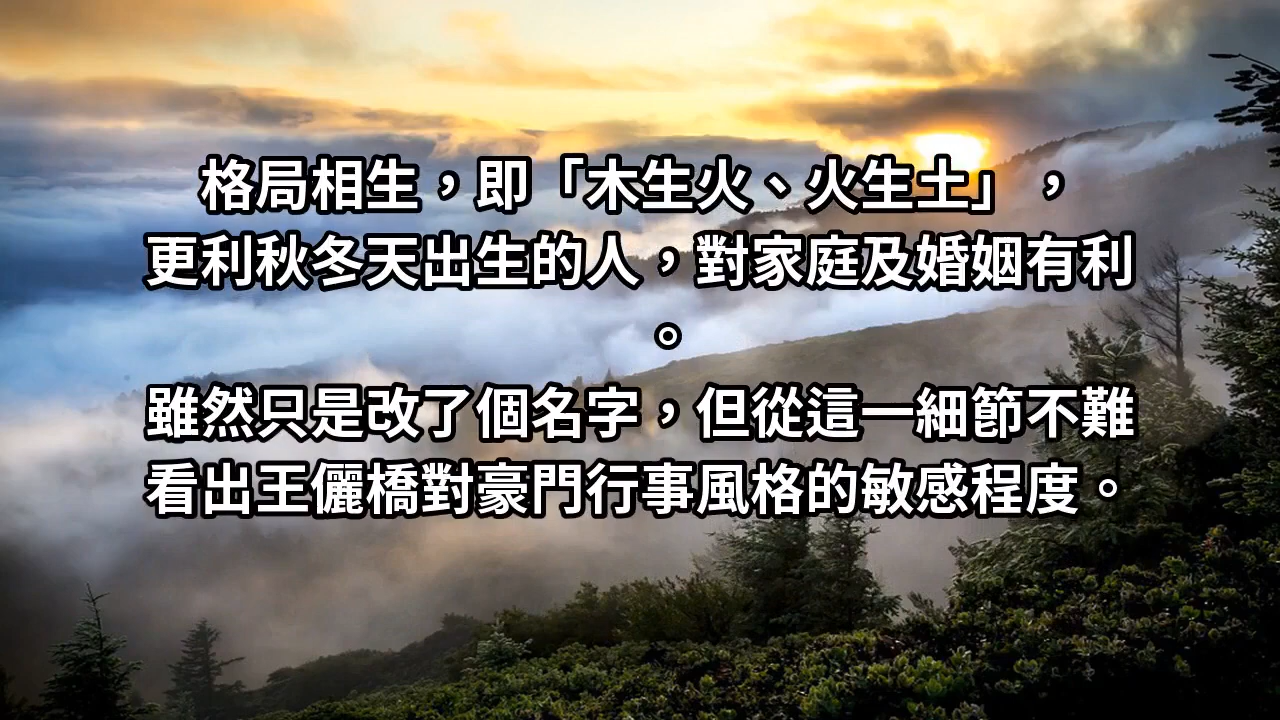 格局相生，即「木生火、火生土」，
更利秋冬天出生的人，對家庭及婚姻有利
。
雖然只是改了個名字，但從這一細節不難
看出王儷橋對豪門行事風格的敏感程度。